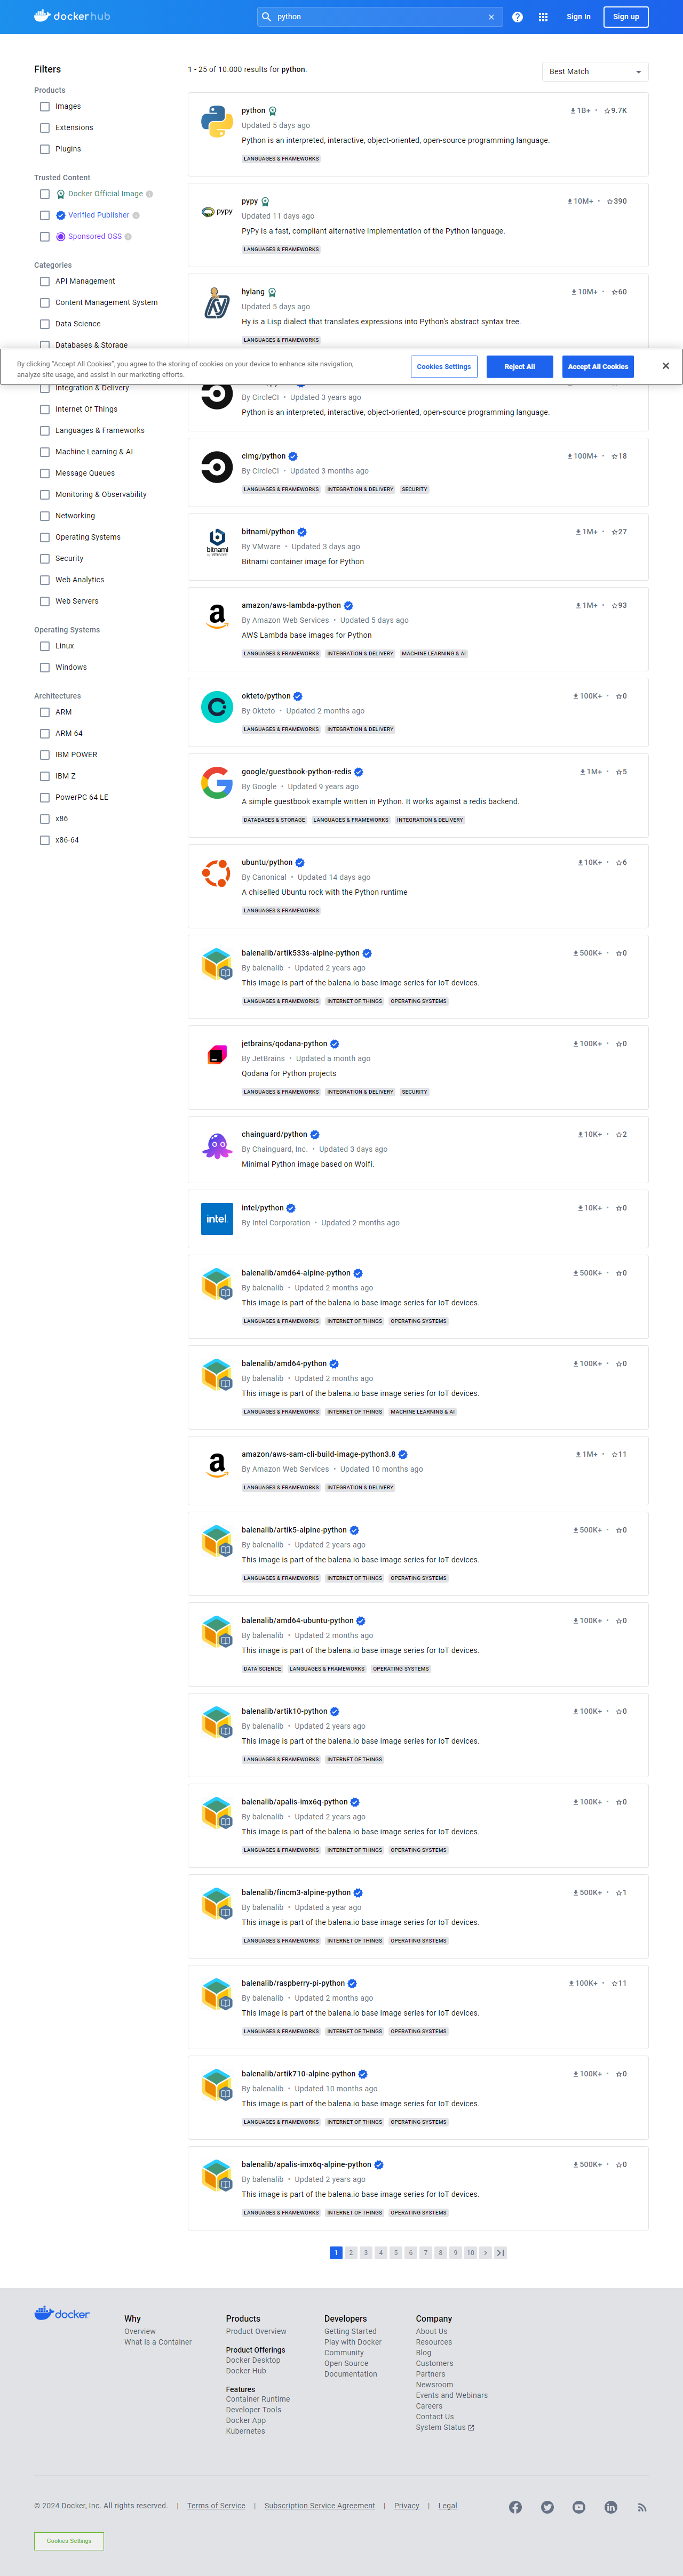 docker hub
python
Sign In
Sign up
Filters
Products
Images
Extensions
Plugins
Trusted Content
Docker Official Image
Verified Publisher
Sponsored OSS
Categories
API Management
Content Management System
Data Science
Databases & Storage
Integration & Delivery
Internet Of Things
Languages & Frameworks
Machine Learning & AI
Message Queues
Monitoring & Observability
Networking
Operating Systems
Security
Web Analytics
Web Servers
Operating Systems
Linux
Windows
Architectures
ARM
ARM 64
IBM POWER
IBM Z
PowerPC 64 LE
x86
x86-64
1 - 25 of 10.000 results for python.
Best Match
python
1B+ • 9.7K
Updated 5 days ago
Python is an interpreted, interactive, object-oriented, open-source programming language.
LANGUAGES & FRAMEWORKS
pypy
pypy
10M+ • 390
Updated 11 days ago
PyPy is a fast, compliant alternative implementation of the Python language.
LANGUAGES & FRAMEWORKS
hylang
10M+ • 60
Updated 5 days ago
Hy is a Lisp dialect that translates expressions into Python's abstract syntax tree.
LANGUAGES & FRAMEWORKS
By clicking "Accept All Cookies", you agree to the storing of cookies on your device to enhance site navigation,
analyze site usage, and assist in our marketing efforts.
Cookies Settings
Reject All
Accept All Cookies
By CircleCI • Updated 3 years ago
Python is an interpreted, interactive, object-oriented, open-source programming language.
cimg/python
100M+ • 18
By CircleCI • Updated 3 months ago
LANGUAGES & FRAMEWORKS INTEGRATION & DELIVERY SECURITY
bitnami
by VMware
bitnami/python
1M+ • 27
By VMware • Updated 3 days ago
Bitnami container image for Python
amazon/aws-lambda-python
1M+ • 93
By Amazon Web Services • Updated 5 days ago
AWS Lambda base images for Python
LANGUAGES & FRAMEWORKS INTEGRATION & DELIVERY MACHINE LEARNING & AI
okteto/python
100K+ • 0
By Okteto • Updated 2 months ago
LANGUAGES & FRAMEWORKS INTEGRATION & DELIVERY
google/guestbook-python-redis
1M+ • 5
By Google • Updated 9 years ago
A simple guestbook example written in Python. It works against a redis backend.
DATABASES & STORAGE LANGUAGES & FRAMEWORKS INTEGRATION & DELIVERY
ubuntu/python
10K+ • 6
By Canonical • Updated 14 days ago
A chiselled Ubuntu rock with the Python runtime
LANGUAGES & FRAMEWORKS
balenalib/artik533s-alpine-python
500K+ • 0
By balenalib • Updated 2 years ago
This image is part of the balena.io base image series for IoT devices.
LANGUAGES & FRAMEWORKS INTERNET OF THINGS OPERATING SYSTEMS
jetbrains/qodana-python
100K+ • 0
By JetBrains • Updated a month ago
Qodana for Python projects
LANGUAGES & FRAMEWORKS INTEGRATION & DELIVERY SECURITY
chainguard/python
10K+ • 2
By Chainguard, Inc. • Updated 3 days ago
Minimal Python image based on Wolfi.
intel
intel/python
10K+ • 0
By Intel Corporation • Updated 2 months ago
balenalib/amd64-alpine-python
500K+ • 0
By balenalib • Updated 2 months ago
This image is part of the balena.io base image series for IoT devices.
LANGUAGES & FRAMEWORKS INTERNET OF THINGS OPERATING SYSTEMS
balenalib/amd64-python
100K+ • 0
By balenalib • Updated 2 months ago
This image is part of the balena.io base image series for IoT devices.
LANGUAGES & FRAMEWORKS INTERNET OF THINGS MACHINE LEARNING & AI
amazon/aws-sam-cli-build-image-python3.8
1M+ • 11
By Amazon Web Services • Updated 10 months ago
LANGUAGES & FRAMEWORKS INTEGRATION & DELIVERY
balenalib/artik5-alpine-python
500K+ • 0
By balenalib • Updated 2 years ago
This image is part of the balena.io base image series for IoT devices.
LANGUAGES & FRAMEWORKS INTERNET OF THINGS OPERATING SYSTEMS
balenalib/amd64-ubuntu-python
100K+ • 0
By balenalib • Updated 2 months ago
This image is part of the balena.io base image series for IoT devices.
DATA SCIENCE LANGUAGES & FRAMEWORKS OPERATING SYSTEMS
balenalib/artik10-python
100K+ • 0
By balenalib • Updated 2 years ago
This image is part of the balena.io base image series for IoT devices.
LANGUAGES & FRAMEWORKS INTERNET OF THINGS
balenalib/apalis-imx6q-python
100K+ • 0
By balenalib • Updated 2 years ago
This image is part of the balena.io base image series for IoT devices.
LANGUAGES & FRAMEWORKS INTERNET OF THINGS OPERATING SYSTEMS
balenalib/fincm3-alpine-python
500K+ • 1
By balenalib • Updated a year ago
This image is part of the balena.io base image series for IoT devices.
LANGUAGES & FRAMEWORKS INTERNET OF THINGS OPERATING SYSTEMS
balenalib/raspberry-pi-python
100K+ • 11
By balenalib • Updated 2 months ago
This image is part of the balena.io base image series for IoT devices.
LANGUAGES & FRAMEWORKS INTERNET OF THINGS OPERATING SYSTEMS
balenalib/artik710-alpine-python
100K+ • 0
By balenalib • Updated 10 months ago
This image is part of the balena.io base image series for IoT devices.
LANGUAGES & FRAMEWORKS INTERNET OF THINGS OPERATING SYSTEMS
balenalib/apalis-imx6q-alpine-python
500K+ • 0
By balenalib • Updated 2 years ago
This image is part of the balena.io base image series for IoT devices.
LANGUAGES & FRAMEWORKS INTERNET OF THINGS OPERATING SYSTEMS
1 2 3 4 5 6 7 8 9 10
docker
Why
Overview
What is a Container
Products
Product Overview
Product Offerings
Docker Desktop
Docker Hub
Features
Container Runtime
Developer Tools
Docker App
Kubernetes
Developers
Getting Started
Play with Docker
Community
Open Source
Documentation
Company
About Us
Resources
Blog
Customers
Partners
Newsroom
Events and Webinars
Careers
Contact Us
System Status
© 2024 Docker, Inc. All rights reserved. | Terms of Service | Subscription Service Agreement | Privacy | Legal
Cookies Settings